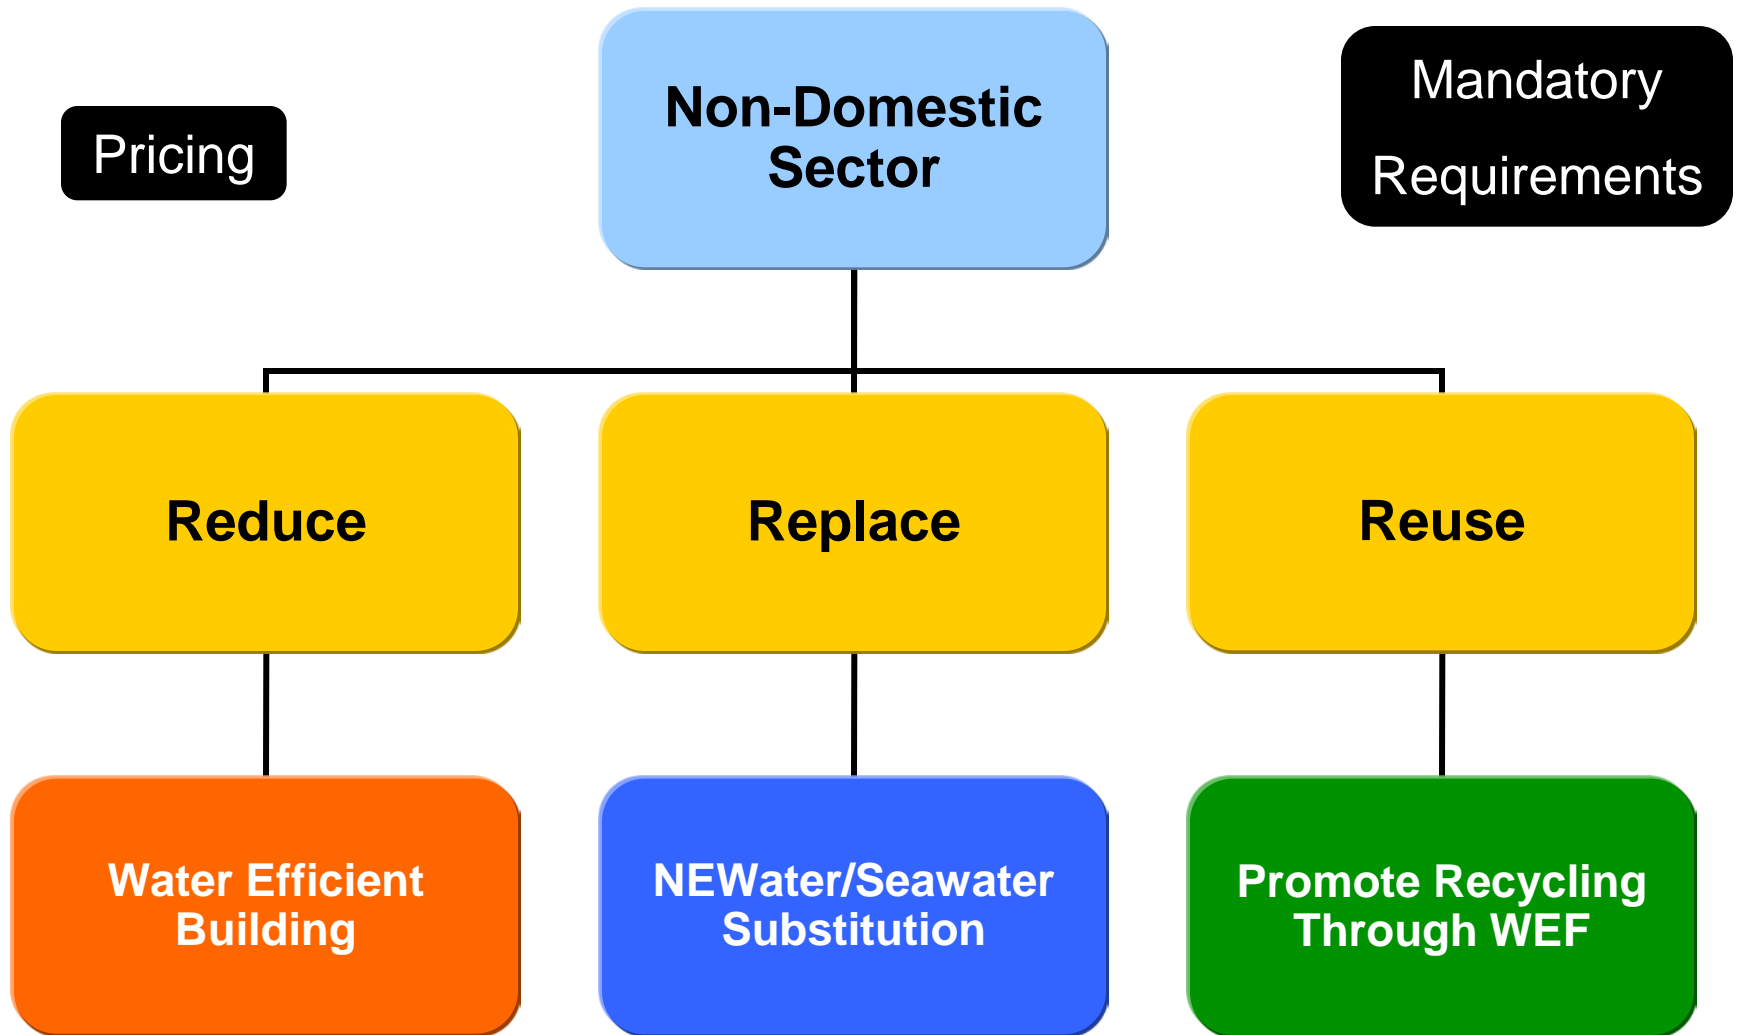 Pricing
Non-Domestic
Sector
Mandatory
Requirements
Reduce
Replace
Reuse
Water Efficient
Building
NEWater/Seawater
Substitution
Promote Recycling
Through WEF